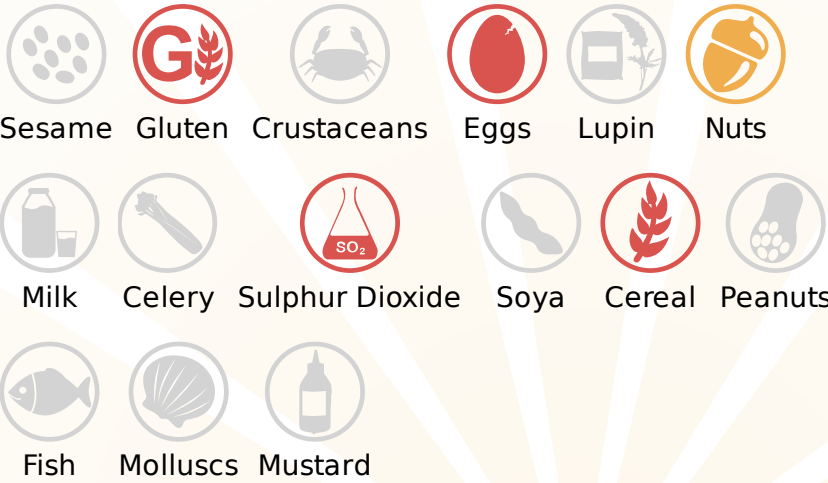 G
Sesame Gluten Crustaceans Eggs Lupin Nuts
SO₂
Milk Celery Sulphur Dioxide Soya Cereal Peanuts
Fish Molluscs Mustard